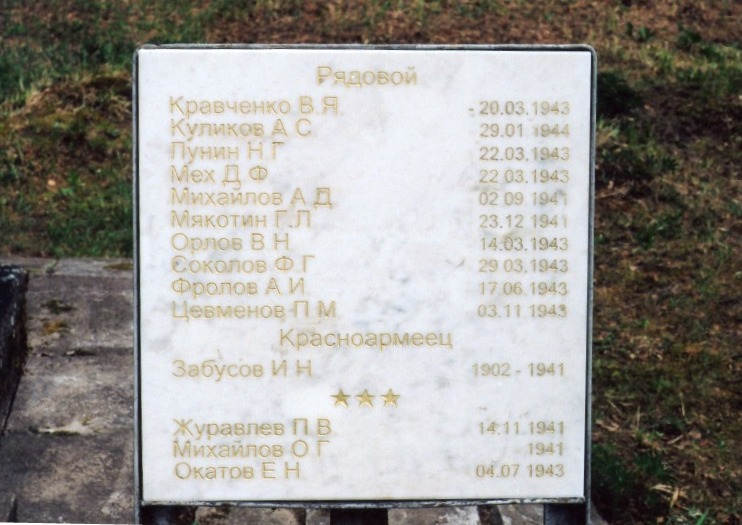 Рядовой
Кравченко В.Я. - 20.03.1943
Куликов А.С. 29.01.1944
Лунин Н.Г. 22.03.1943
Мех Д.Ф. 22.03.1943
Михайлов А.Д. 02.09.1941
Мякотин Г.Л. 23.12.1941
Орлов В.Н. 14.03.1943
Соколов Ф.Г. 29.03.1943
Фролов А.И. 17.06.1943
Цевменов П.М. 03.11.1943
Красноармеец
Забусов И.Н. 1902 - 1941
★★★
Журавлев П.В. 14.11.1941
Михайлов О.Г. 1941
Окатов Е.Н. 04.07.1943